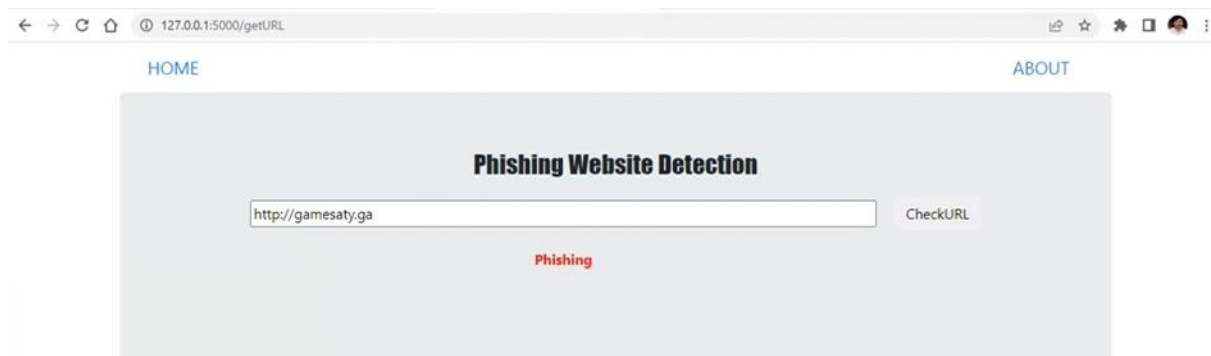 127.0.0.1:5000/getURL
HOME ABOUT
Phishing Website Detection
http://gamesaty.ga CheckURL
Phishing